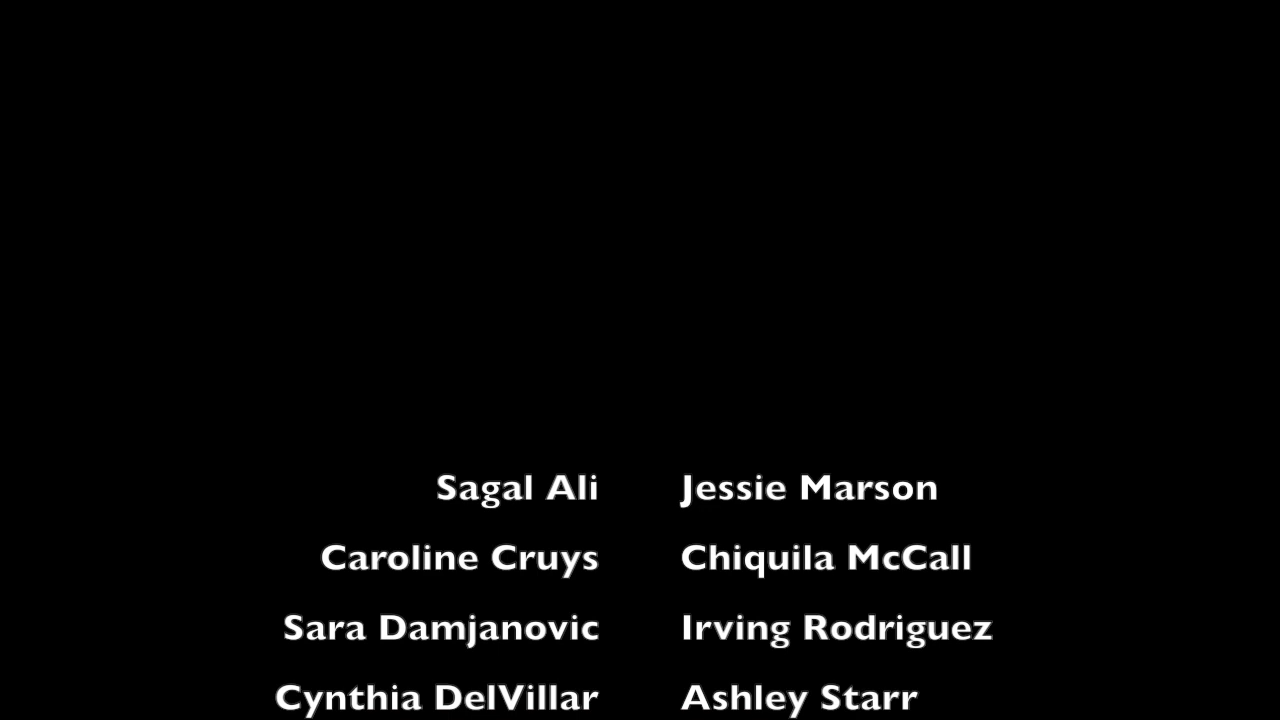 Sagal Ali Jessie Marson
Caroline Cruys Chiquila McCall
Sara Damjanovic Irving Rodriguez
Cynthia DelVillar Ashley Starr